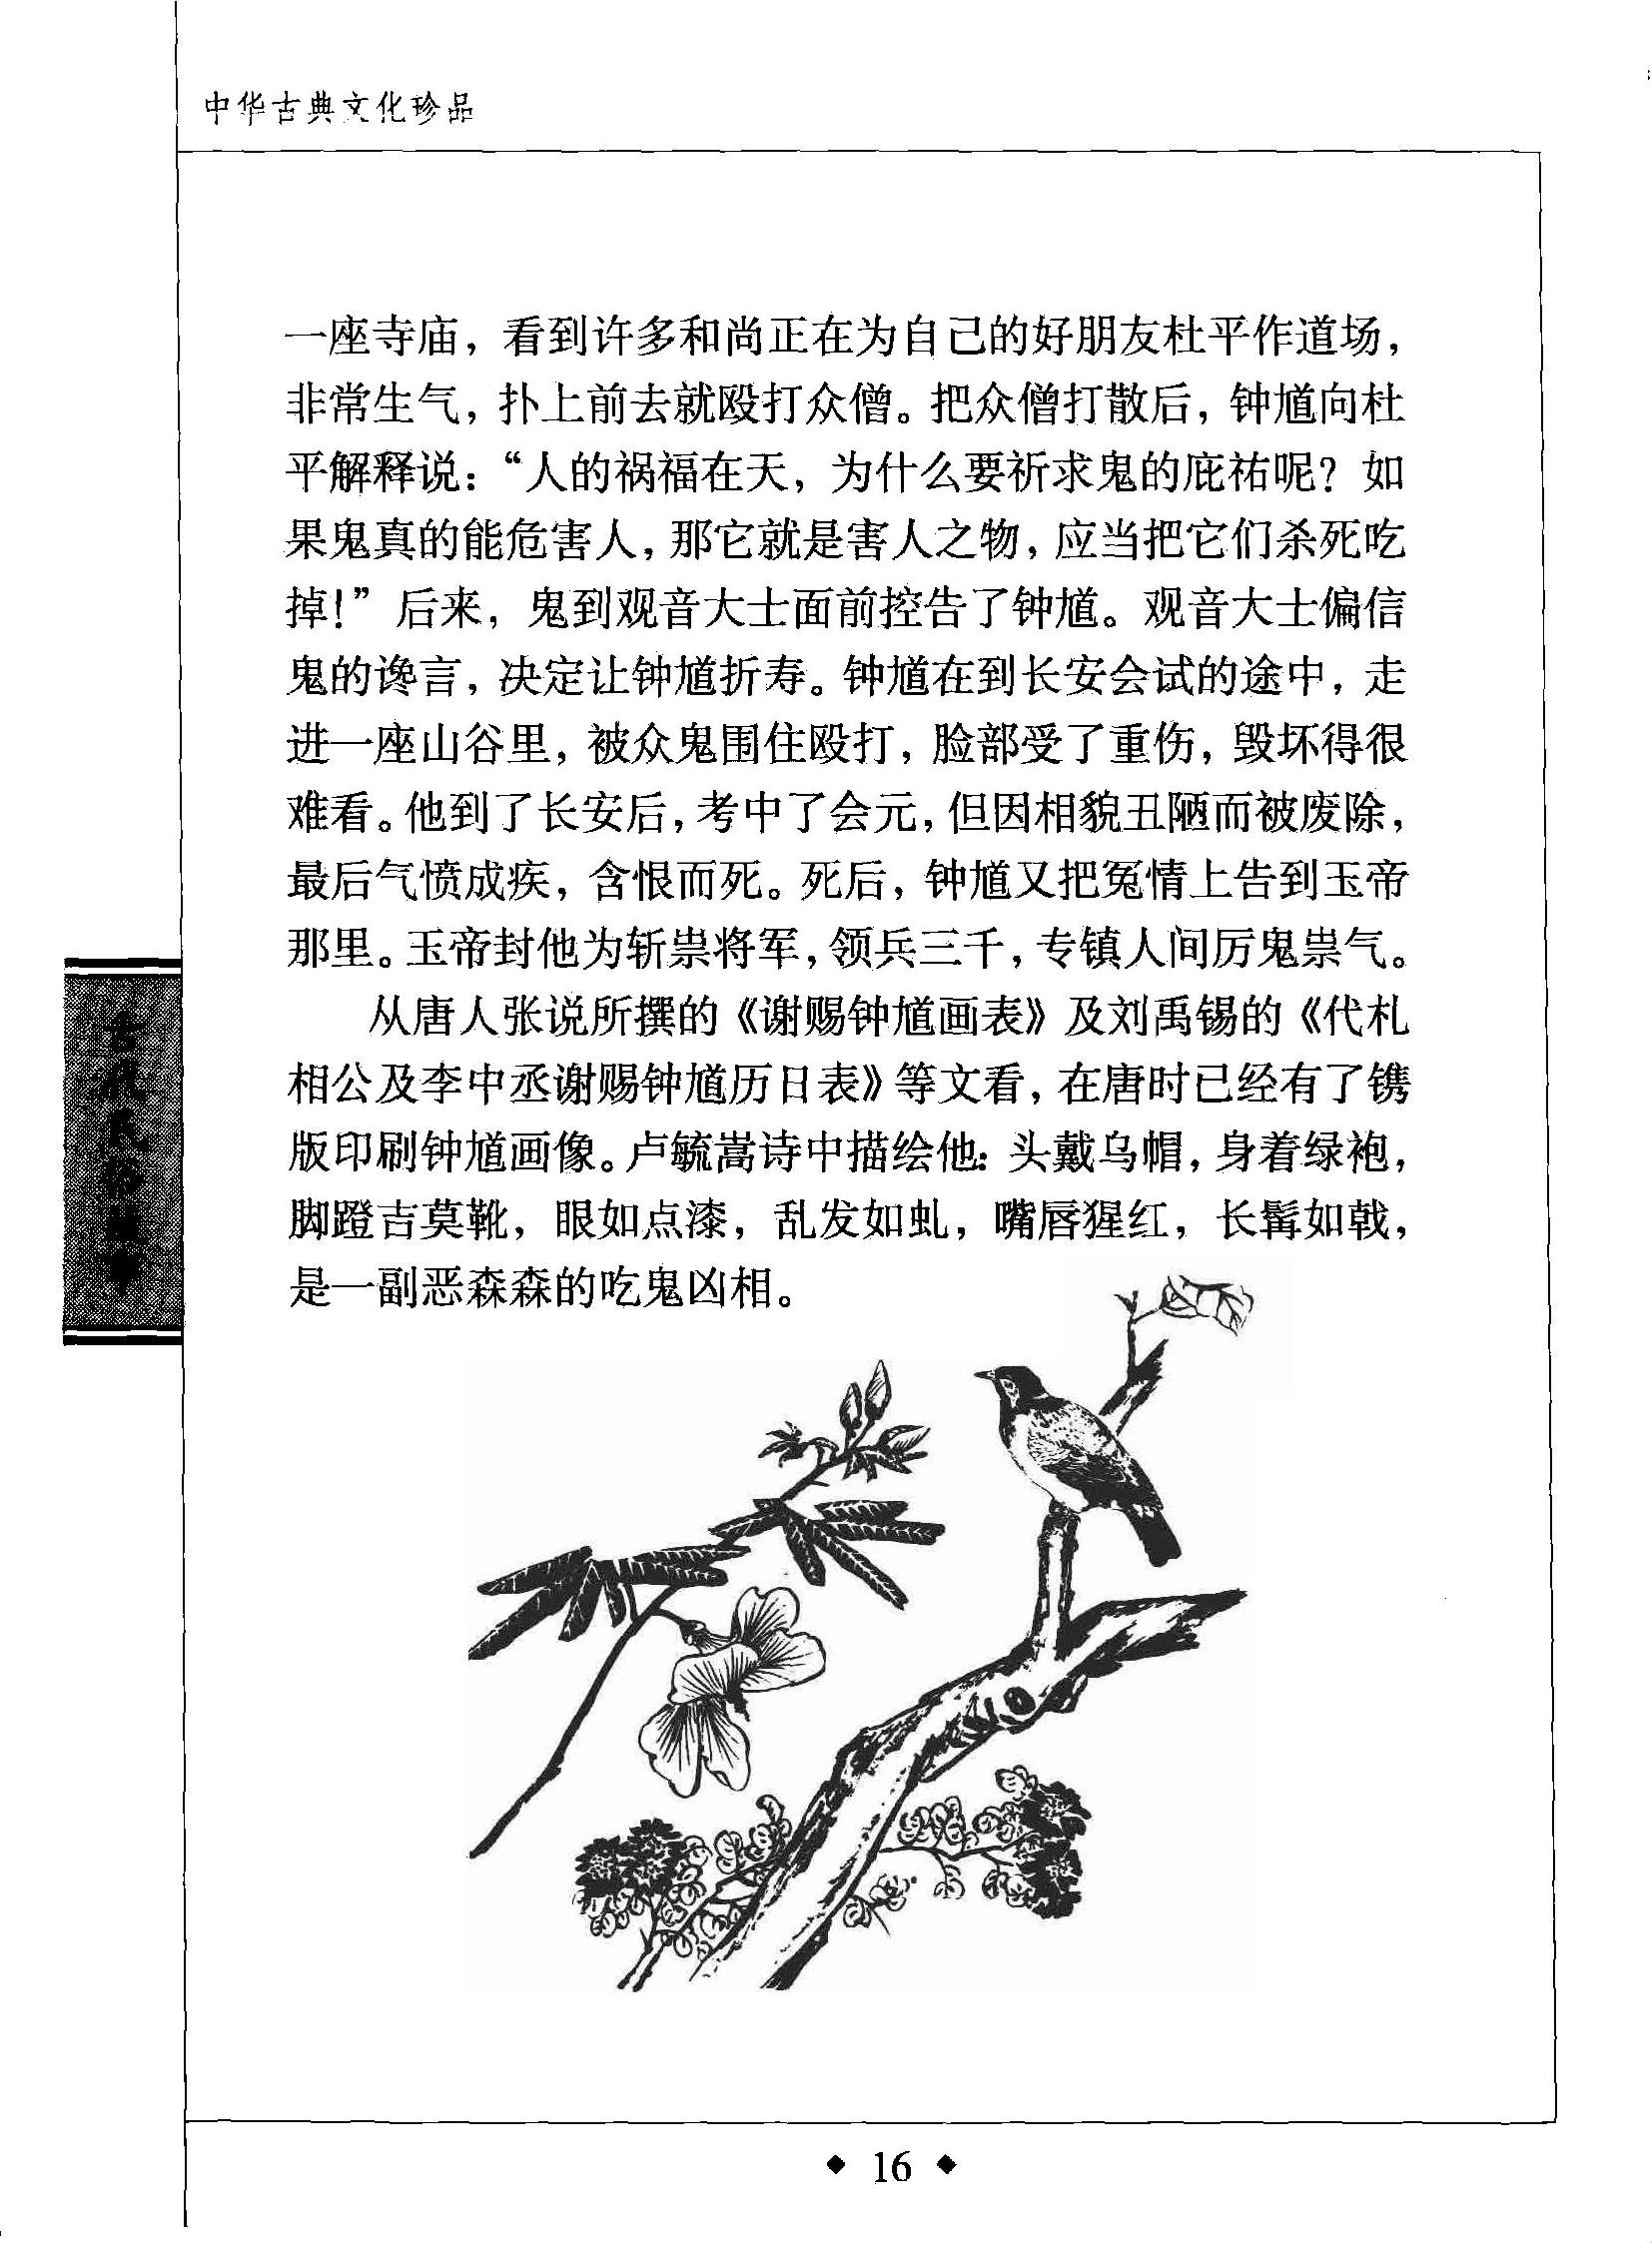 中华古典文化珍品
一座寺庙，看到许多和尚正在为自己的好朋友杜平作道场，
非常生气，扑上前去就殴打众僧。把众僧打散后，钟馗向杜
平解释说：“人的祸福在天，为什么要祈求鬼的庇祐呢？如
果鬼真的能危害人，那它就是害人之物，应当把它们杀死吃
掉！”后来，鬼到观音大士面前控告了钟馗。观音大士偏信
鬼的谗言，决定让钟馗折寿。钟馗在到长安会试的途中，走
进一座山谷里，被众鬼围住殴打，脸部受了重伤，毁坏得很
难看。他到了长安后，考中了会元，但因相貌丑陋而被废除，
最后气愤成疾，含恨而死。死后，钟馗又把冤情上告到玉帝
那里。玉帝封他为斩祟将军，领兵三千，专镇人间厉鬼祟气。
从唐人张说所撰的《谢赐钟馗画表》及刘禹锡的《代札
相公及李中丞谢赐钟馗历日表》等文看，在唐时已经有了镌
版印刷钟馗画像。卢毓嵩诗中描绘他：头戴乌帽，身着绿袍，
脚蹬吉莫靴，眼如点漆，乱发如虬，嘴唇猩红，长髯如戟，
是一副恶森森的吃鬼凶相。
古代民俗故事
◆ 16 ◆